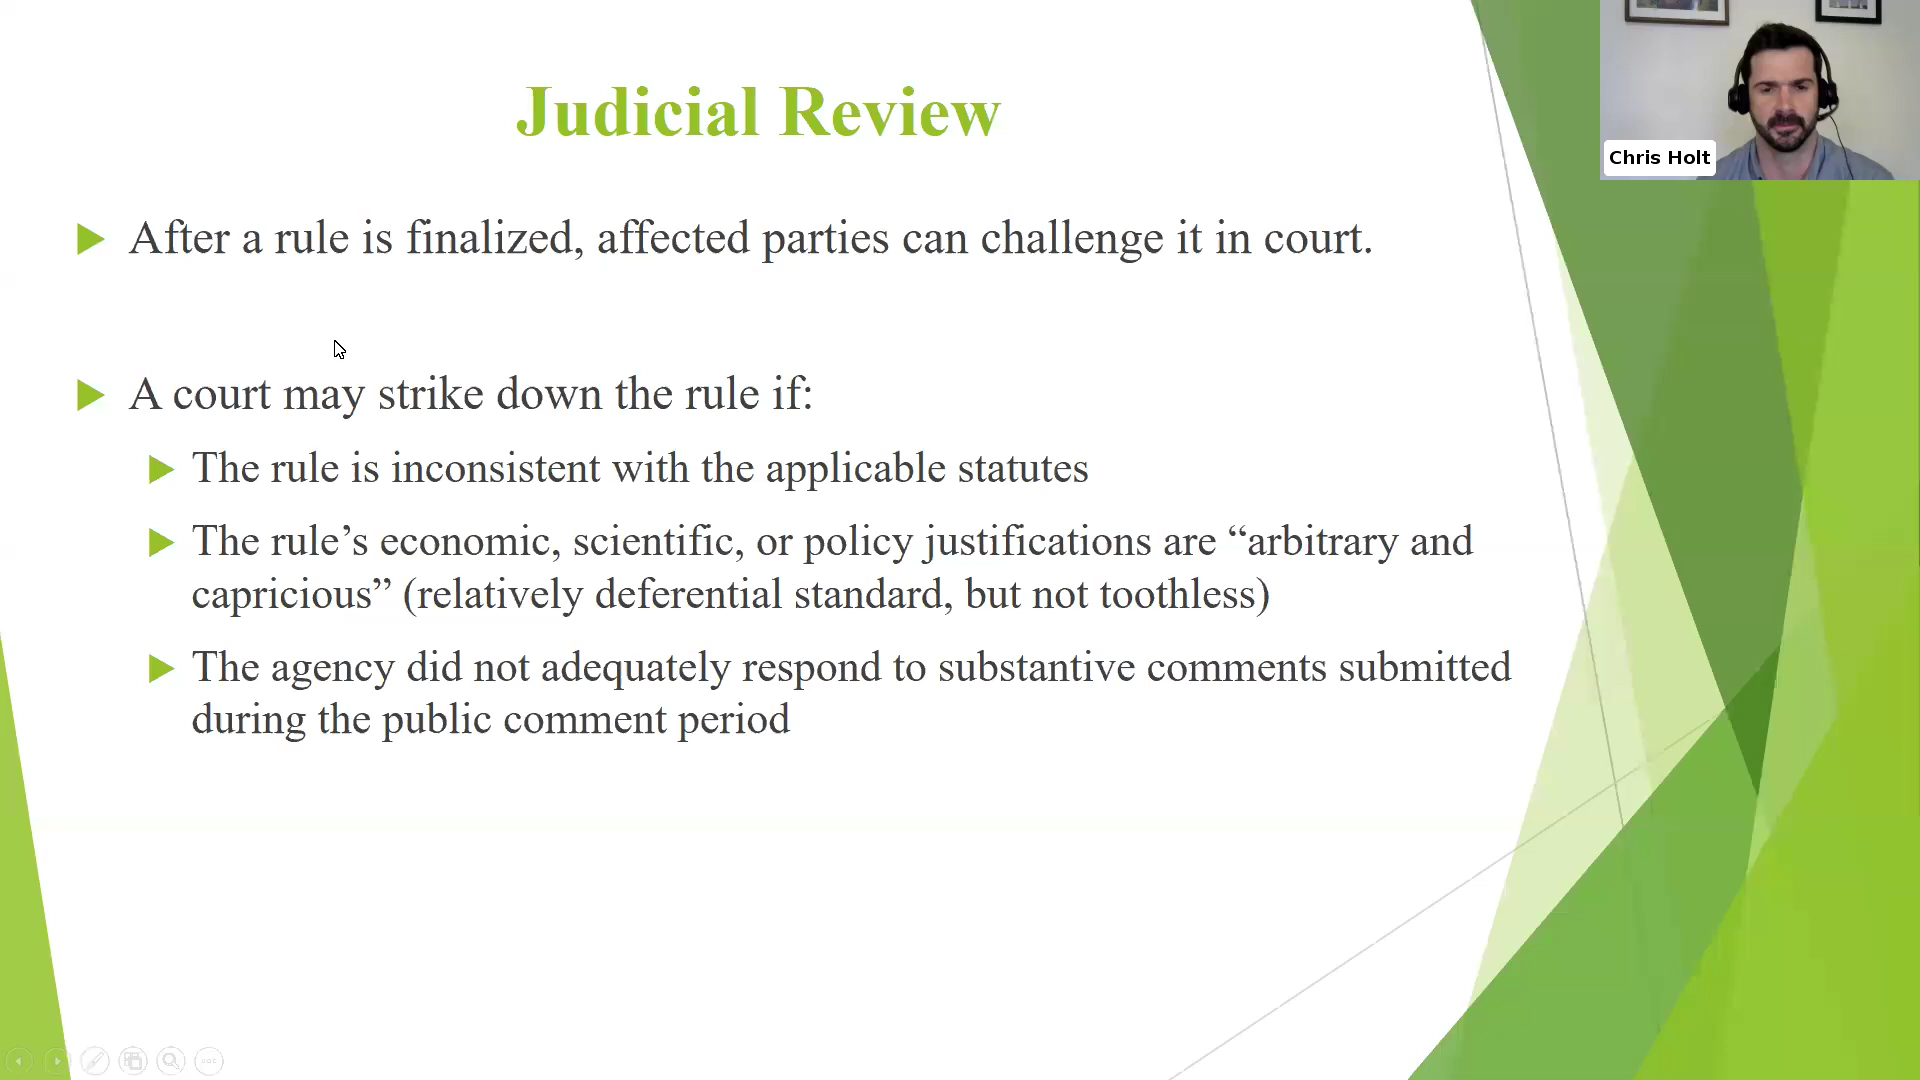 Judicial Review
Chris Holt
After a rule is finalized, affected parties can challenge it in court.
A court may strike down the rule if:
The rule is inconsistent with the applicable statutes
The rule’s economic, scientific, or policy justifications are “arbitrary and
capricious” (relatively deferential standard, but not toothless)
The agency did not adequately respond to substantive comments submitted
during the public comment period